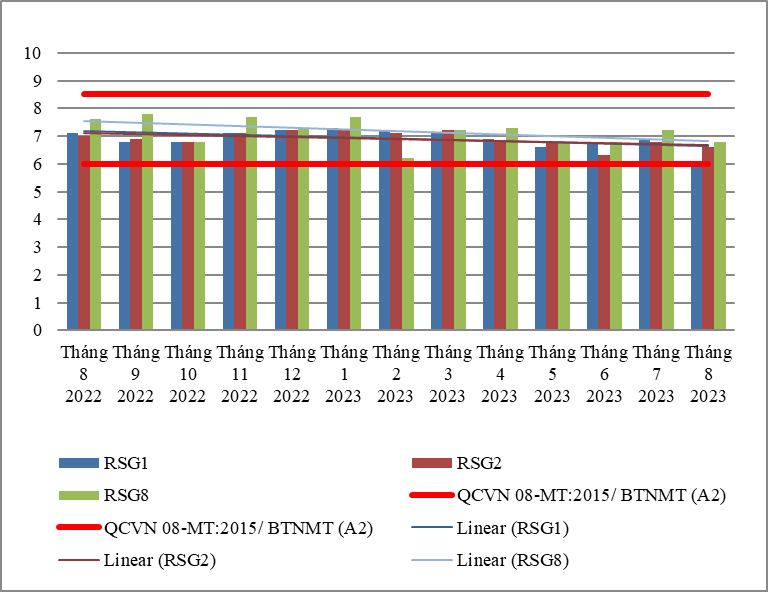 10
9
8
7
6
5
4
3
2
1
0
Tháng Tháng Tháng Tháng Tháng Tháng Tháng Tháng Tháng Tháng Tháng Tháng Tháng
8 9 10 11 12 1 2 3 4 5 6 7 8
2022 2022 2022 2022 2022 2023 2023 2023 2023 2023 2023 2023 2023
RSG1 RSG2
RSG8 QCVN 08-MT:2015/ BTNMT (A2)
QCVN 08-MT:2015/ BTNMT (A2) Linear (RSG1)
Linear (RSG2) Linear (RSG8)